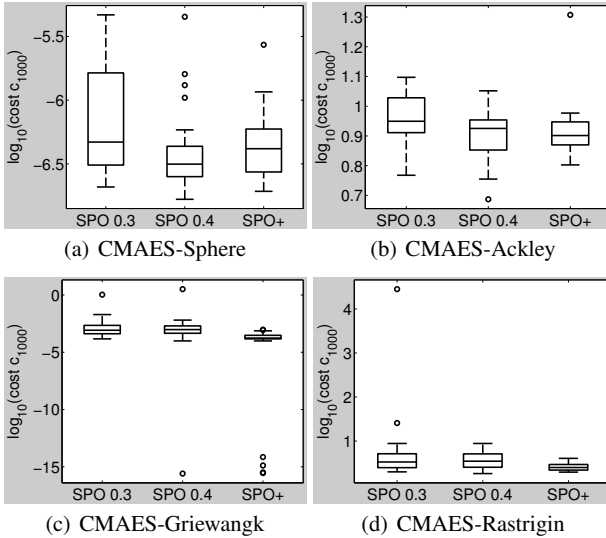 log10(cost c1000)
−5.5
−6
−6.5
SPO 0.3 SPO 0.4 SPO+
(a) CMAES-Sphere
log10(cost c1000)
1.3
1.2
1.1
1
0.9
0.8
0.7
SPO 0.3 SPO 0.4 SPO+
(b) CMAES-Ackley
log10(cost c1000)
0
−5
−10
−15
SPO 0.3 SPO 0.4 SPO+
(c) CMAES-Griewangk
log10(cost c1000)
4
3
2
1
SPO 0.3 SPO 0.4 SPO+
(d) CMAES-Rastrigin